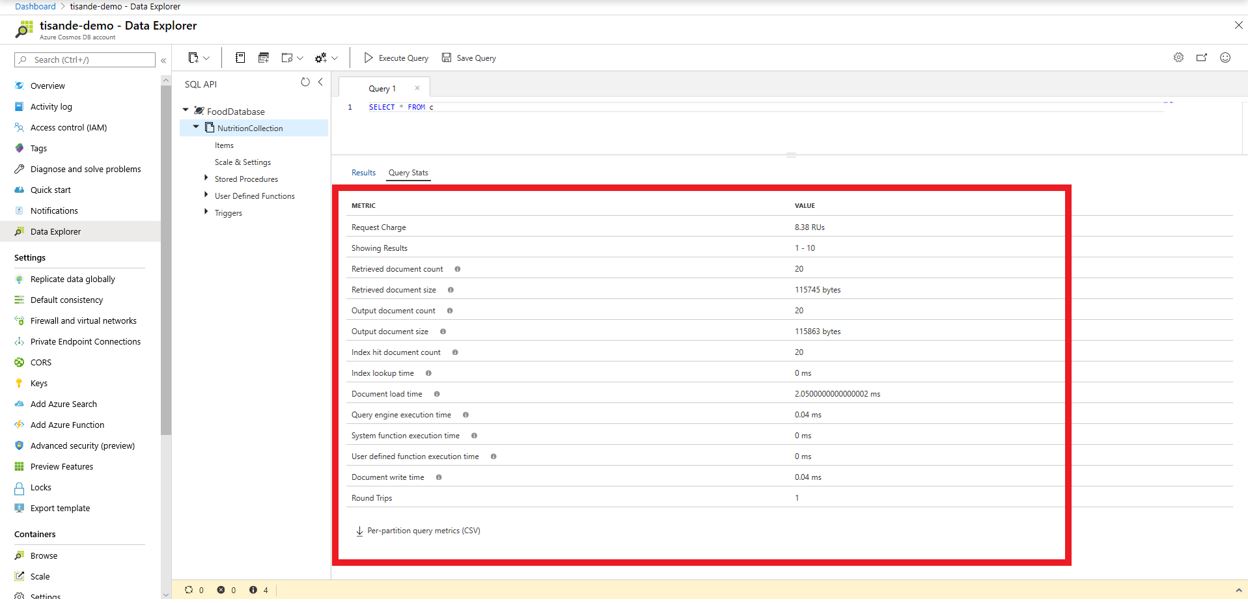 Dashboard > tisande-demo - Data Explorer
tisande-demo - Data Explorer
Azure Cosmos DB account
Search (Ctrl+/)
Overview
Activity log
Access control (IAM)
Tags
Diagnose and solve problems
Quick start
Notifications
Data Explorer
Settings
Replicate data globally
Default consistency
Firewall and virtual networks
Private Endpoint Connections
CORS
Keys
Add Azure Search
Add Azure Function
Advanced security (preview)
Preview Features
Locks
Export template
Containers
Browse
Scale
Settings
Execute Query Save Query
SQL API
FoodDatabase
NutritionCollection
Items
Scale & Settings
Stored Procedures
User Defined Functions
Triggers
Query 1
1 SELECT * FROM c
Results Query Stats
METRIC VALUE
Request Charge 8.38 RUs
Showing Results 1 - 10
Retrieved document count 20
Retrieved document size 115745 bytes
Output document count 20
Output document size 115863 bytes
Index hit document count 20
Index lookup time 0 ms
Document load time 2.0500000000000002 ms
Query engine execution time 0.04 ms
System function execution time 0 ms
User defined function execution time 0 ms
Document write time 0.04 ms
Round Trips 1
Per-partition query metrics (CSV)
0 0 4